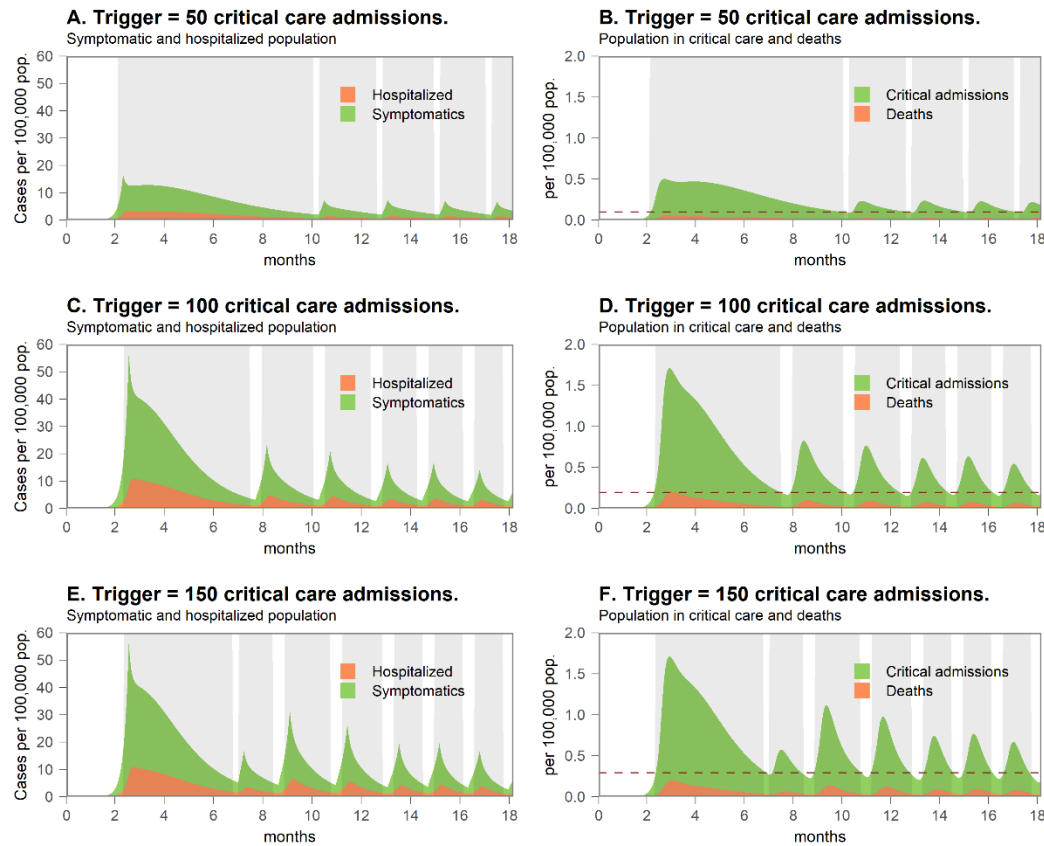 A. Trigger = 50 critical care admissions.
Symptomatic and hospitalized population
Cases per 100,000 pop.
60
50
40
30
20
10
0
Hospitalized
Symptomatics
0 2 4 6 8 10 12 14 16 18
months
B. Trigger = 50 critical care admissions.
Population in critical care and deaths
per 100,000 pop.
2.0
1.5
1.0
0.5
0.0
Critical admissions
Deaths
0 2 4 6 8 10 12 14 16 18
months
C. Trigger = 100 critical care admissions.
Symptomatic and hospitalized population
Cases per 100,000 pop.
60
50
40
30
20
10
0
Hospitalized
Symptomatics
0 2 4 6 8 10 12 14 16 18
months
D. Trigger = 100 critical care admissions.
Population in critical care and deaths
per 100,000 pop.
2.0
1.5
1.0
0.5
0.0
Critical admissions
Deaths
0 2 4 6 8 10 12 14 16 18
months
E. Trigger = 150 critical care admissions.
Symptomatic and hospitalized population
Cases per 100,000 pop.
60
50
40
30
20
10
0
Hospitalized
Symptomatics
0 2 4 6 8 10 12 14 16 18
months
F. Trigger = 150 critical care admissions.
Population in critical care and deaths
per 100,000 pop.
2.0
1.5
1.0
0.5
0.0
Critical admissions
Deaths
0 2 4 6 8 10 12 14 16 18
months